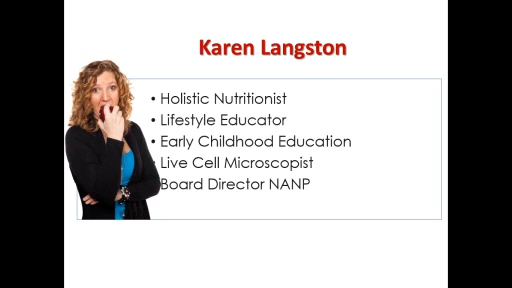 Karen Langston
• Holistic Nutritionist
• Lifestyle Educator
• Early Childhood Education
• Live Cell Microscopist
Board Director NANP